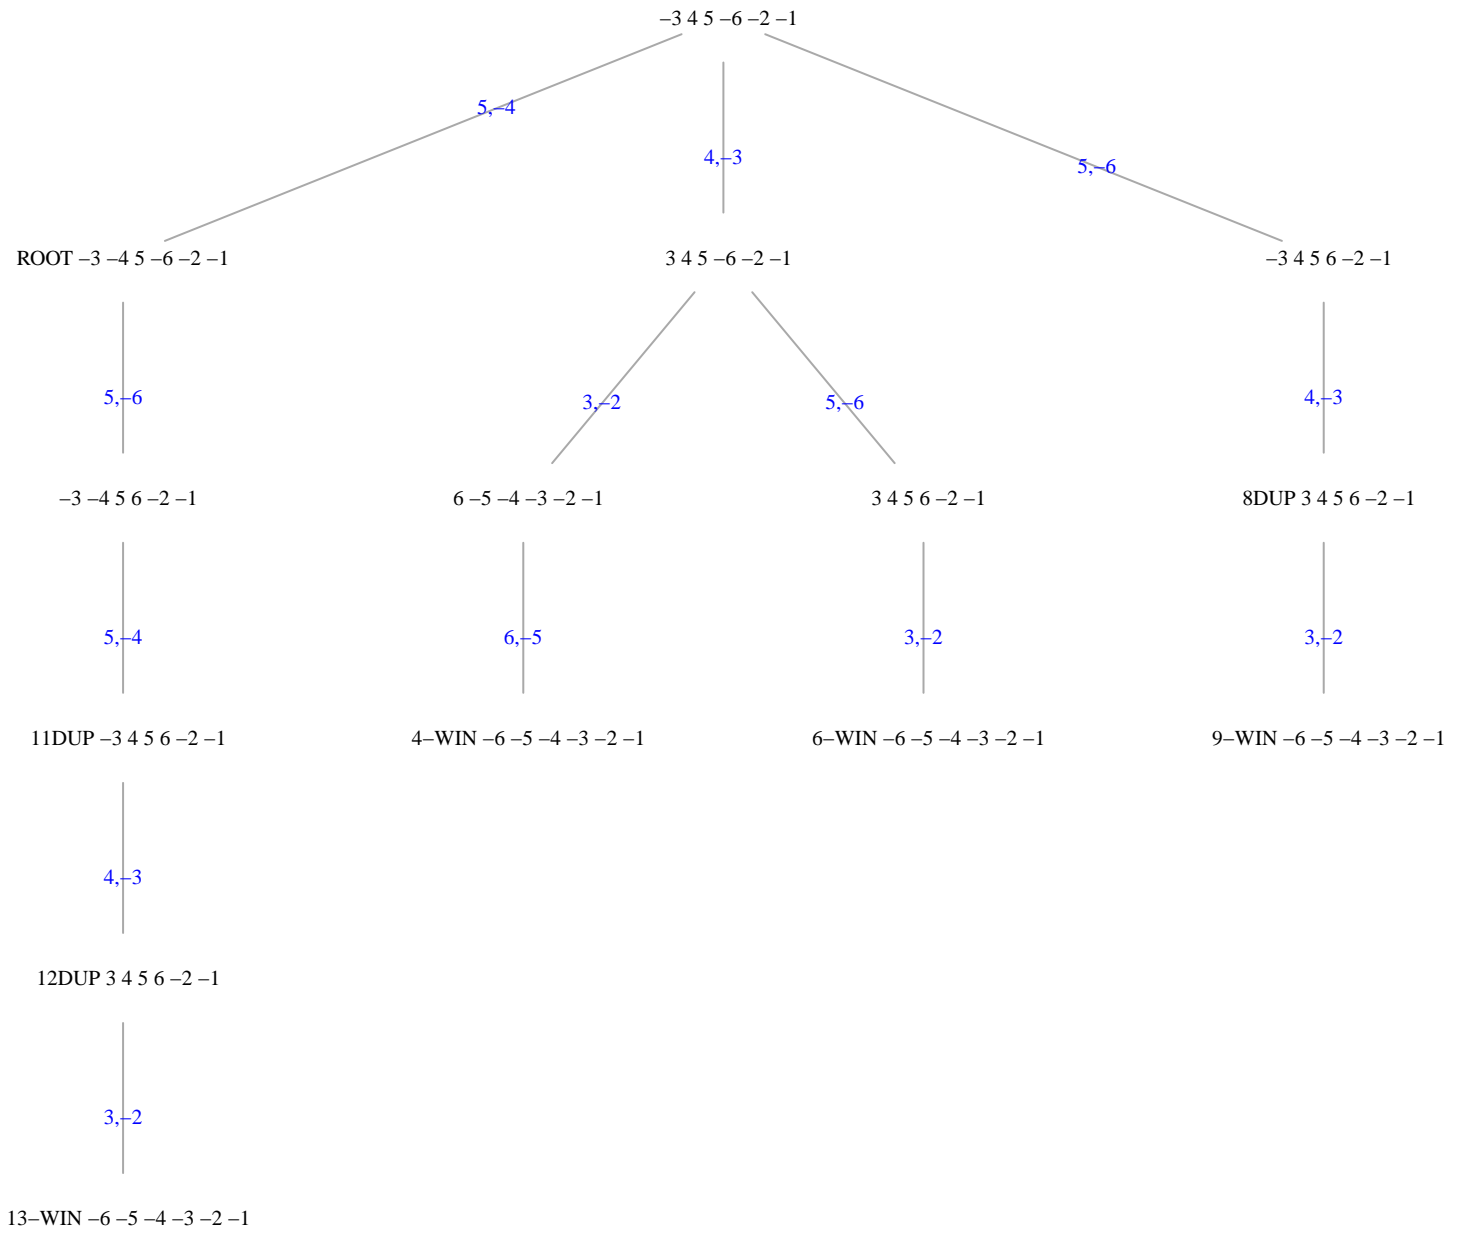 –3 4 5 –6 –2 –1
5,–4
4,–3
5,–6
ROOT –3 –4 5 –6 –2 –1
3 4 5 –6 –2 –1
–3 4 5 6 –2 –1
5,–6
3,–2
5,–6
4,–3
–3 –4 5 6 –2 –1
6 –5 –4 –3 –2 –1
3 4 5 6 –2 –1
8DUP 3 4 5 6 –2 –1
5,–4
6,–5
3,–2
3,–2
11DUP –3 4 5 6 –2 –1
4–WIN –6 –5 –4 –3 –2 –1
6–WIN –6 –5 –4 –3 –2 –1
9–WIN –6 –5 –4 –3 –2 –1
4,–3
12DUP 3 4 5 6 –2 –1
3,–2
13–WIN –6 –5 –4 –3 –2 –1